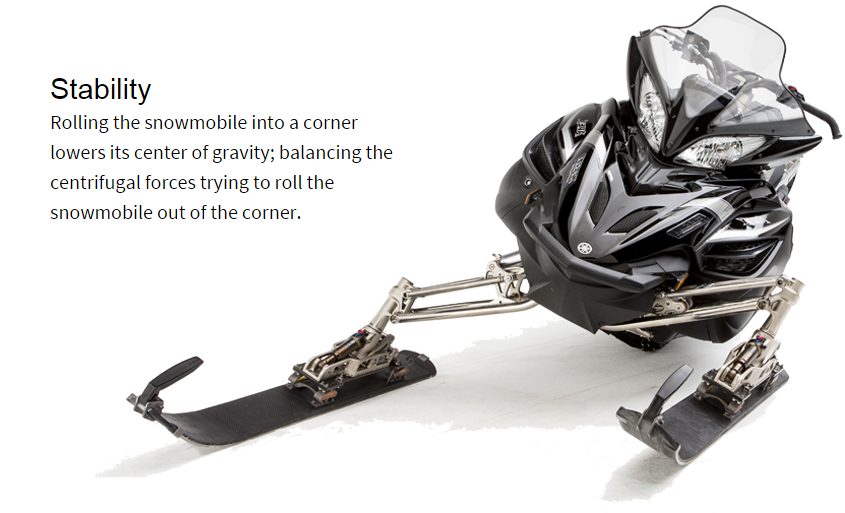 Stability
Rolling the snowmobile into a corner
lowers its center of gravity; balancing the
centrifugal forces trying to roll the
snowmobile out of the corner.